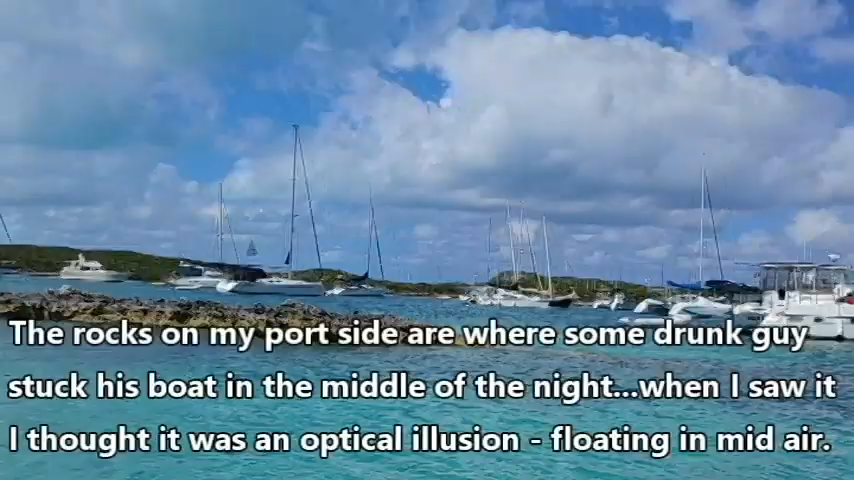 The rocks on my port side are where some drunk guy
stuck his boat in the middle of the night...when I saw it
I thought it was an optical illusion - floating in mid air.